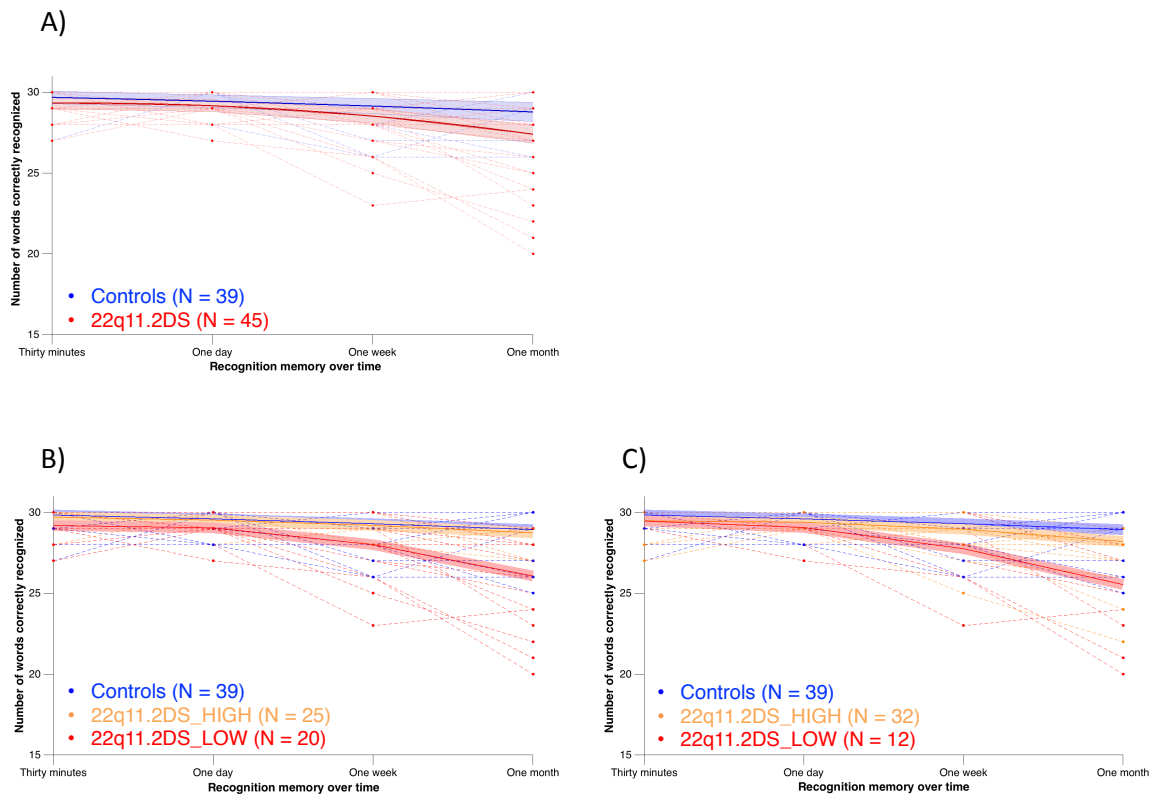 A)
Number of words correctly recognized
30
25
20
15
Controls (N = 39)
22q11.2DS (N = 45)
Thirty minutes One day One week One month
Recognition memory over time
B)
Number of words correctly recognized
30
25
20
15
Controls (N = 39)
22q11.2DS_HIGH (N = 25)
22q11.2DS_LOW (N = 20)
Thirty minutes One day One week One month
Recognition memory over time
C)
Number of words correctly recognized
30
25
20
15
Controls (N = 39)
22q11.2DS_HIGH (N = 32)
22q11.2DS_LOW (N = 12)
Thirty minutes One day One week One month
Recognition memory over time